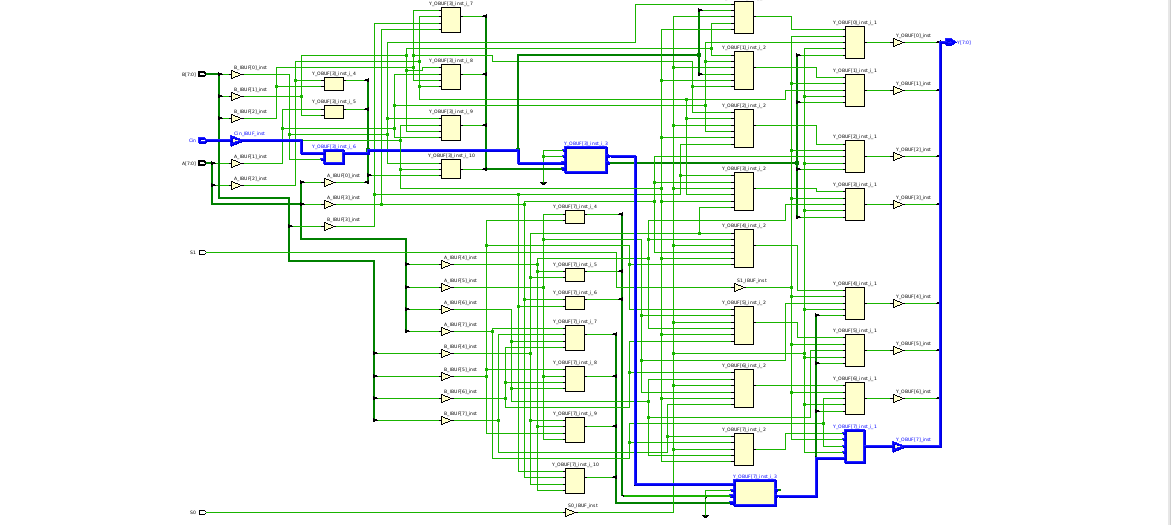 Y_OBUF[3]_inst_i_7
Y_OBUF[0]_inst_i_1
Y_OBUF[0]_inst
Y[7:0]
Y_OBUF[1]_inst_i_2
Y_OBUF[3]_inst_i_8
B_IBUF[0]_inst
B[7:0]
Y_OBUF[3]_inst_i_4
Y_OBUF[1]_inst_i_1
Y_OBUF[1]_inst
B_IBUF[1]_inst
Y_OBUF[3]_inst_i_5
Y_OBUF[2]_inst_i_2
Y_OBUF[3]_inst_i_9
B_IBUF[2]_inst
Cin
Cin_IBUF_inst
Y_OBUF[2]_inst_i_1
Y_OBUF[2]_inst
Y_OBUF[3]_inst_i_3
Y_OBUF[3]_inst_i_6
Y_OBUF[3]_inst_i_10
A[7:0]
A_IBUF[1]_inst
Y_OBUF[3]_inst_i_2
A_IBUF[0]_inst
A_IBUF[2]_inst
Y_OBUF[3]_inst_i_1
Y_OBUF[3]_inst
A_IBUF[3]_inst
Y_OBUF[7]_inst_i_4
B_IBUF[3]_inst
Y_OBUF[4]_inst_i_2
S1
A_IBUF[4]_inst
Y_OBUF[7]_inst_i_5
A_IBUF[5]_inst
S1_IBUF_inst
Y_OBUF[4]_inst_i_1
Y_OBUF[7]_inst_i_6
Y_OBUF[4]_inst
A_IBUF[6]_inst
Y_OBUF[5]_inst_i_2
Y_OBUF[7]_inst_i_7
A_IBUF[7]_inst
Y_OBUF[5]_inst_i_1
Y_OBUF[5]_inst
B_IBUF[4]_inst
Y_OBUF[7]_inst_i_8
Y_OBUF[6]_inst_i_2
B_IBUF[5]_inst
Y_OBUF[6]_inst_i_1
Y_OBUF[6]_inst
B_IBUF[6]_inst
Y_OBUF[7]_inst_i_9
B_IBUF[7]_inst
Y_OBUF[7]_inst_i_2
Y_OBUF[7]_inst_i_1
Y_OBUF[7]_inst
Y_OBUF[7]_inst_i_10
Y_OBUF[7]_inst_i_3
S0
S0_IBUF_inst